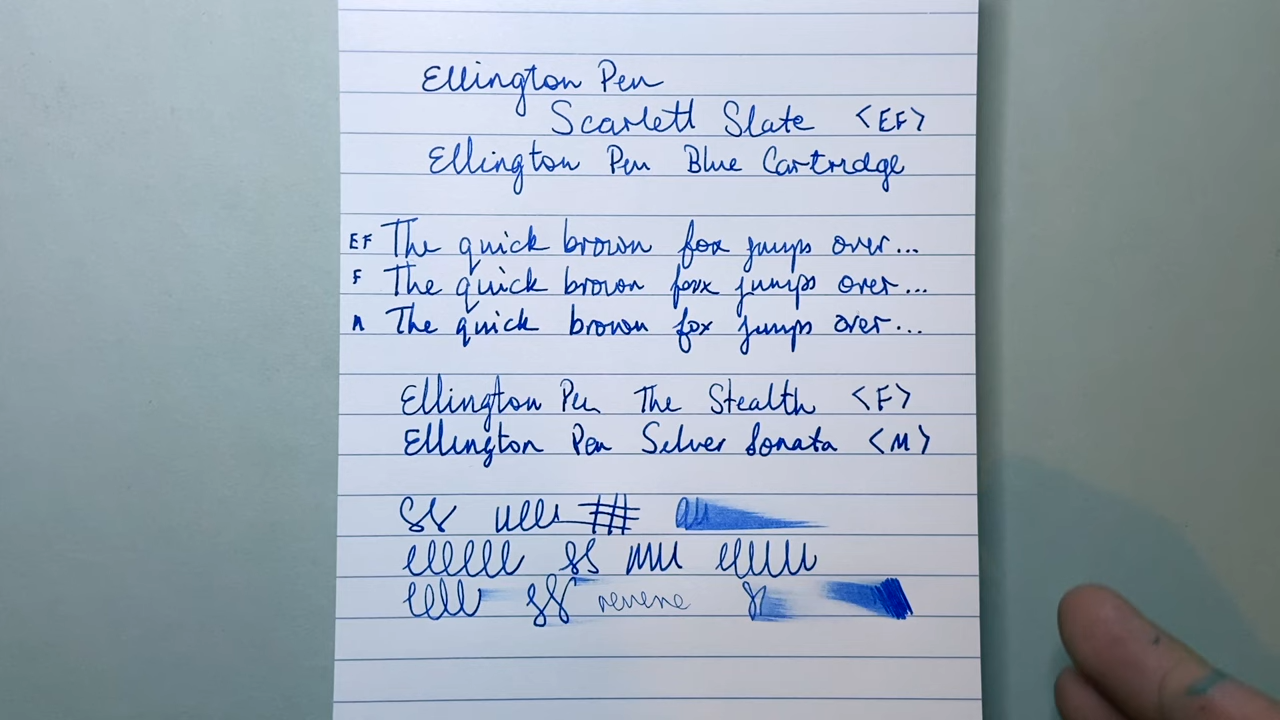 Ellington Pen
Scarlett Slate <EF>
Ellington Pen Blue Cartridge
EF The quick brown fox jumps over...
F The quick brown fox jumps over...
M The quick brown fox jumps over...
Ellington Pen The Stealth <F>
Ellington Pen Silver Sonata <M>
reverse